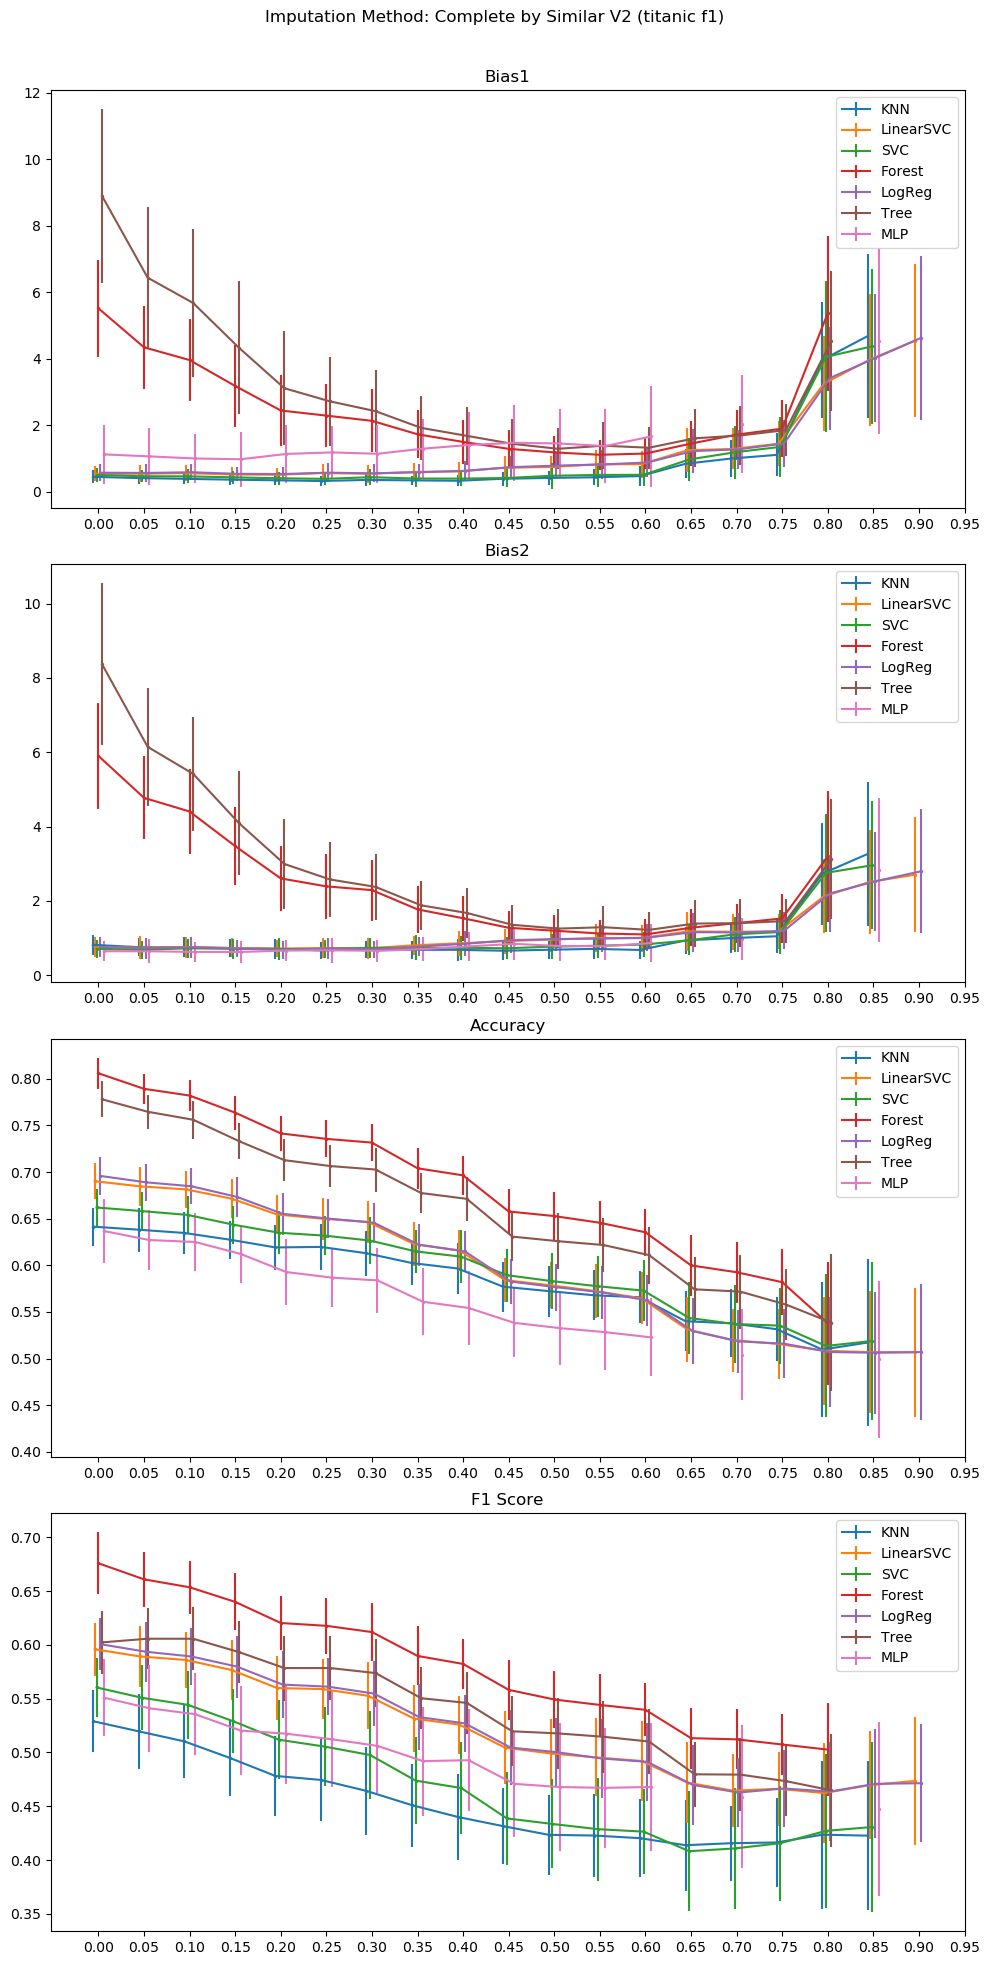 Imputation Method: Complete by Similar V2 (titanic f1)
Bias1
12
10
8
6
4
2
0
KNN
LinearSVC
SVC
Forest
LogReg
Tree
MLP
0.00 0.05 0.10 0.15 0.20 0.25 0.30 0.35 0.40 0.45 0.50 0.55 0.60 0.65 0.70 0.75 0.80 0.85 0.90 0.95
Bias2
10
8
6
4
2
0
KNN
LinearSVC
SVC
Forest
LogReg
Tree
MLP
0.00 0.05 0.10 0.15 0.20 0.25 0.30 0.35 0.40 0.45 0.50 0.55 0.60 0.65 0.70 0.75 0.80 0.85 0.90 0.95
Accuracy
0.80
0.75
0.70
0.65
0.60
0.55
0.50
0.45
0.40
KNN
LinearSVC
SVC
Forest
LogReg
Tree
MLP
0.00 0.05 0.10 0.15 0.20 0.25 0.30 0.35 0.40 0.45 0.50 0.55 0.60 0.65 0.70 0.75 0.80 0.85 0.90 0.95
F1 Score
0.70
0.65
0.60
0.55
0.50
0.45
0.40
0.35
KNN
LinearSVC
SVC
Forest
LogReg
Tree
MLP
0.00 0.05 0.10 0.15 0.20 0.25 0.30 0.35 0.40 0.45 0.50 0.55 0.60 0.65 0.70 0.75 0.80 0.85 0.90 0.95